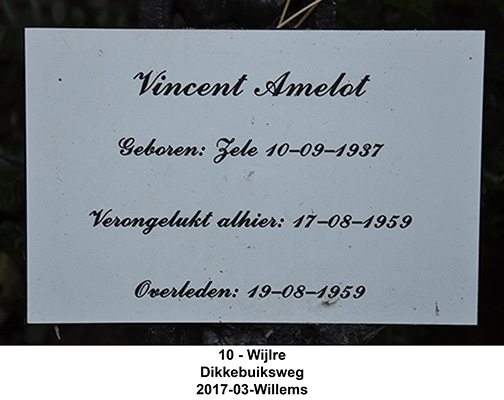 Vincent Amelot
Geboren: Zele 10-09-1937
Verongelukt alhier: 17-08-1959
Overleden: 19-08-1959
10 - Wijlre
Dikkebuiksweg
2017-03-Willems